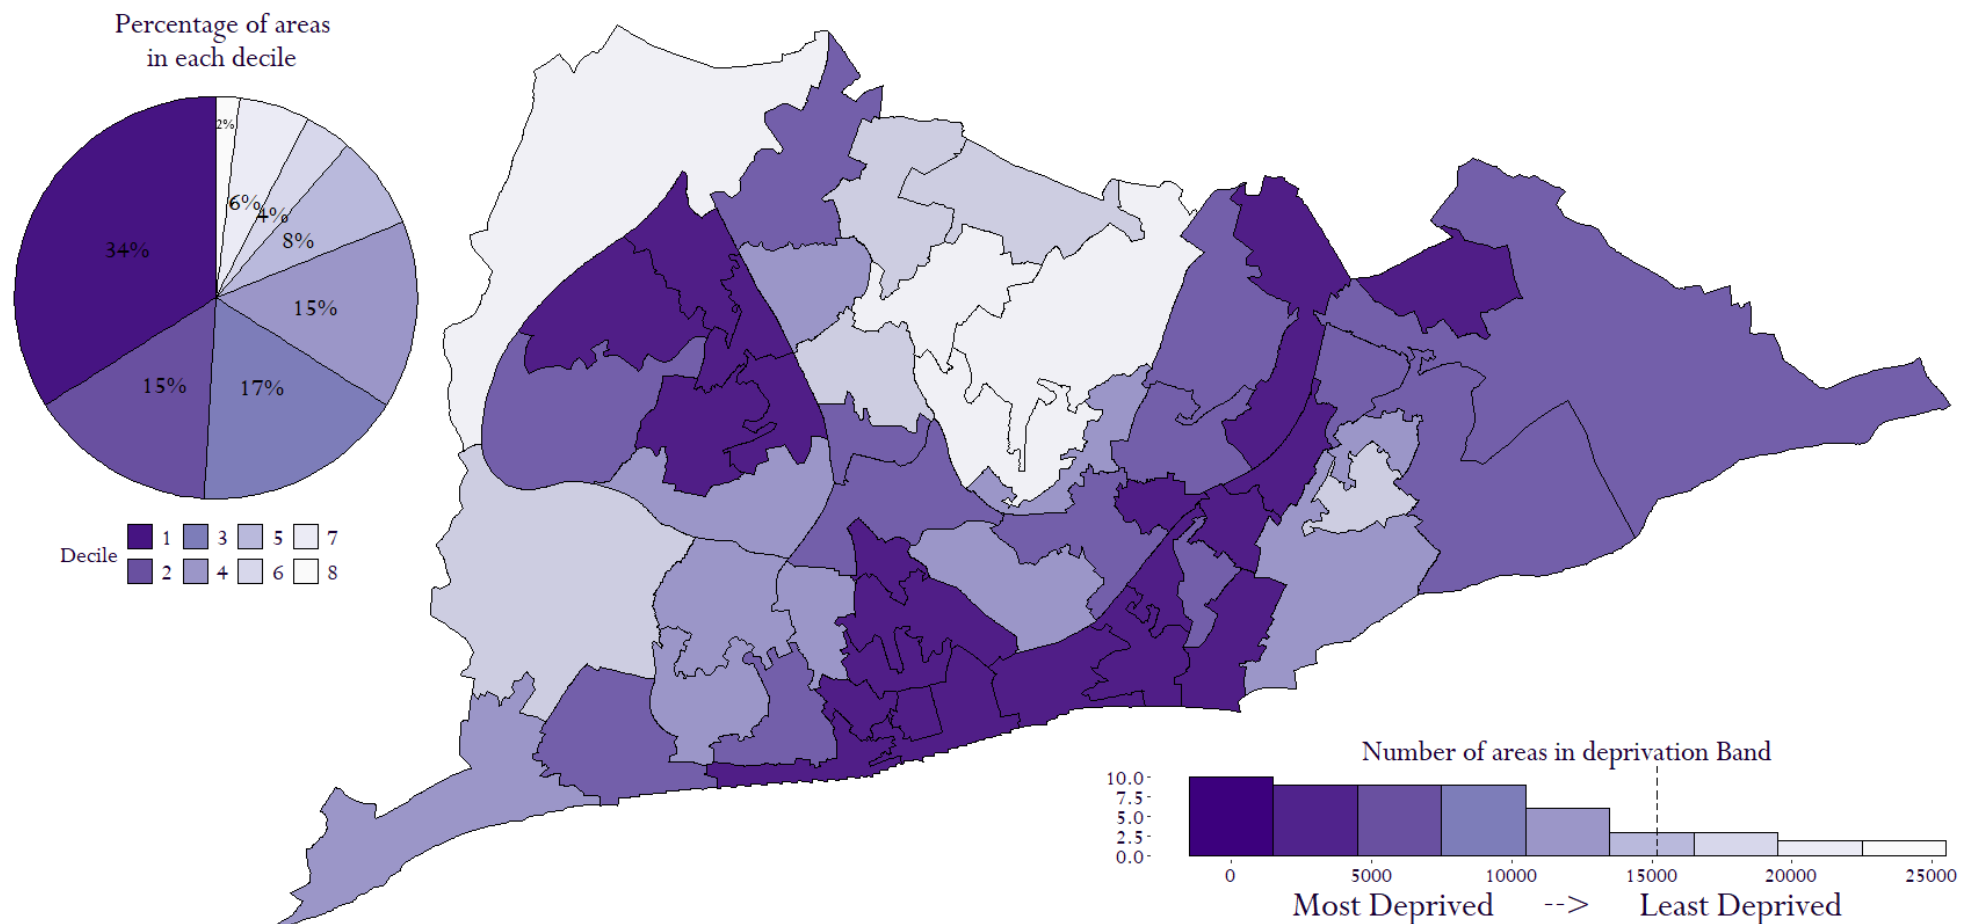 Percentage of areas
in each decile
2%
6%
4%
8%
34%
15%
15%
17%
Decile
1 3 5 7
2 4 6 8
Number of areas in deprivation Band
10.0
7.5
5.0
2.5
0.0
0 5000 10000 15000 20000 25000
Most Deprived --> Least Deprived